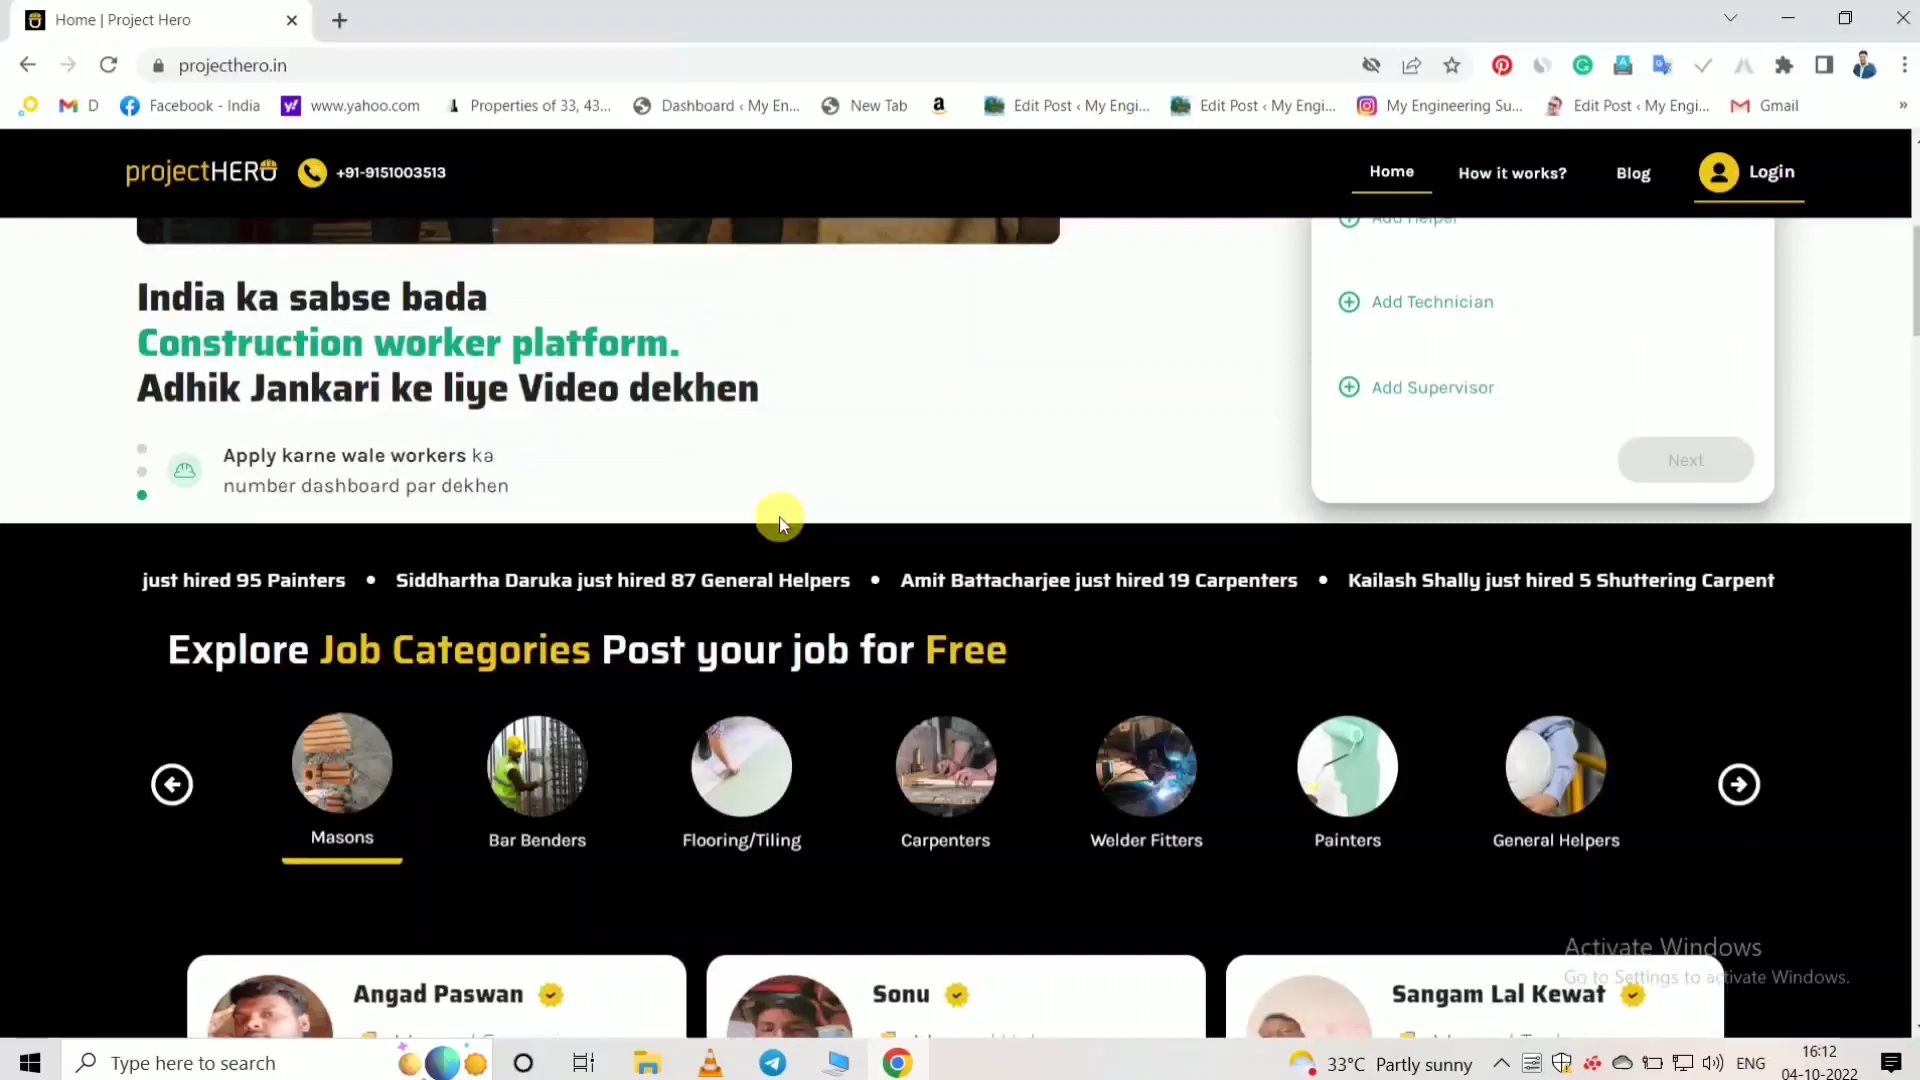 Home | Project Hero
projecthero.in
D
Facebook - India
www.yahoo.com
Properties of 33, 43...
Dashboard ‹ My En...
New Tab
Edit Post ‹ My Engi...
Edit Post ‹ My Engi...
My Engineering Su...
Edit Post ‹ My Engi...
Gmail
»
projectHERO
+91-9151003513
Home
How it works?
Blog
Login
Add Helper
India ka sabse bada
Construction worker platform.
Adhik Jankari ke liye Video dekhen
Add Technician
Add Supervisor
Apply karne wale workers ka
number dashboard par dekhen
Next
just hired 95 Painters • Siddhartha Daruka just hired 87 General Helpers • Amit Battacharjee just hired 19 Carpenters • Kailash Shally just hired 5 Shuttering Carpent
Explore Job Categories Post your job for Free
Masons
Bar Benders
Flooring/Tiling
Carpenters
Welder Fitters
Painters
General Helpers
Activate Windows
Go to Settings to activate Windows.
Angad Paswan
Sonu
Sangam Lal Kewat
Type here to search
33°C Partly sunny
ENG
16:12
04-10-2022